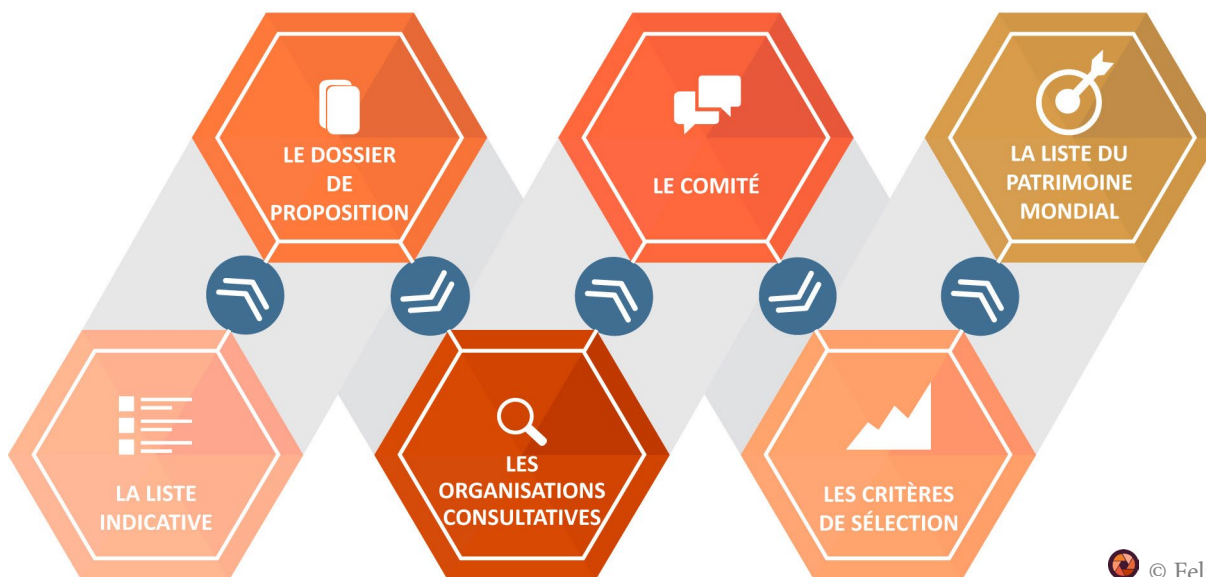 LE DOSSIER
DE
PROPOSITION
LE COMITÉ
LA LISTE DU
PATRIMOINE
MONDIAL
LA LISTE
INDICATIVE
LES
ORGANISATIONS
CONSULTATIVES
LES CRITÈRES
DE SÉLECTION
© Fel